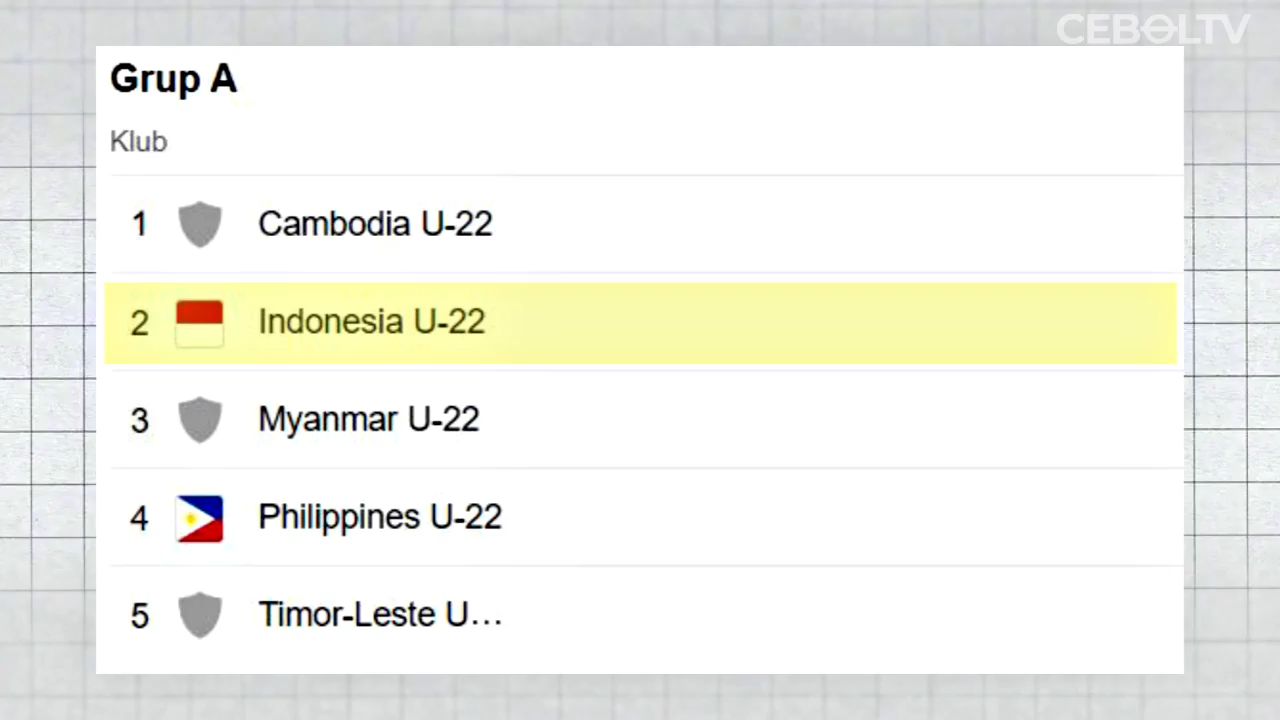 CEBOLTV
Grup A
Klub
1 Cambodia U-22
2 Indonesia U-22
3 Myanmar U-22
4 Philippines U-22
5 Timor-Leste U...